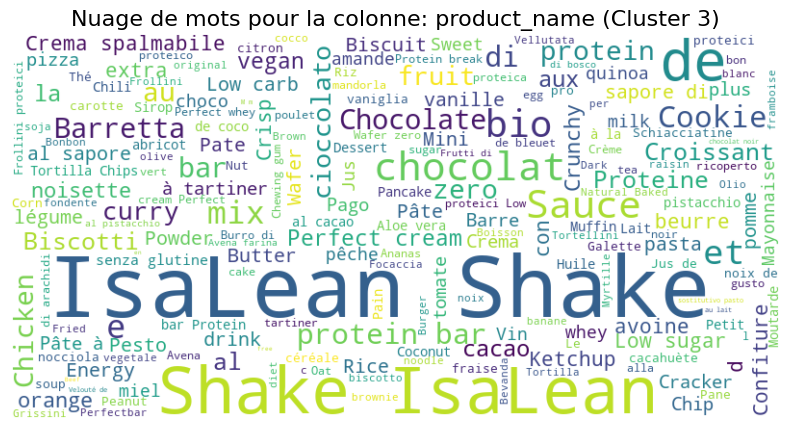 Nuage de mots pour la colonne: product_name (Cluster 3)
Crema spalmabile
proteico
citron
cocco
Biscuit
Sweet
Vellutata
proteici
pizza
Frollini
original
vegan
amande
Protein break
di
protein
de
di bosco
bon
extra
Thé
Chili
Low carb
Riz
mandorla
fruit
proteica
aux
quinoa
blanc
la
au
carotte
Sirop
choco
Perfect whey
poulet
vaniglia
vanille
egg
pro
per
sapore di
plus
framboise
Frollini proteici
soja
Barretta
de coco
Crisp
Brown
cioccolato
Chocolate
bio
milk
Cookie
Bonbon
abricot
Pate
Wafer zero
Mini
Crunchy
à la
Schiacciatine
al sapore
olive
Nut
Chewing gum
Dessert
sugar
Frutti di
de bleuet
Dark
tea
Crème
Croissant
chocolat noir
Tortilla Chips
vert
bar
Wafer
Jus
chocolat
raisin
ricoperto
noisette
à tartiner
Pancake
zero
Natural Baked
Proteine
Olio
Corn
fondente
cream Perfect
Pago
proteici Low
Sauce
pistacchio
légume
al pistacchio
curry
mix
al cacao
Pâte
Barre
Muffin
Lait
noir
beurre
pomme
Mayonnaise
Biscotti
Powder
Burro di
Aloe vera
Perfect cream
Boisson
Crema
con
Tortellini
Galette
pasta
Jus de
et
Avena farina
Ananas
pêche
senza glutine
Butter
cake
Focaccia
tomate
Huile
Myrtille
noix de
gusto
di arachidi
IsaLean Shake
sostitutivo pasto
au lait
Chicken
e
Fried
tartiner
Pain
Burger
noix
banane
Petit
l
Moutarde
Pâte à
Pesto
bar Protein
drink
protein bar
Vin
whey
avoine
Low sugar
d
Confiture
nocciola
vegetale
Avena
al
céréale
Coconut
cacao
Le
cacahuète
Energy
c
Oat
Rice
noodle
fraise
Bevanda
Ketchup
Tortilla
alla
Cracker
soup
Velouté de
miel
diet
biscotto
Shake IsaLean
Chip
Pane
orange
Peanut
brownie
Grissini
Perfectbar